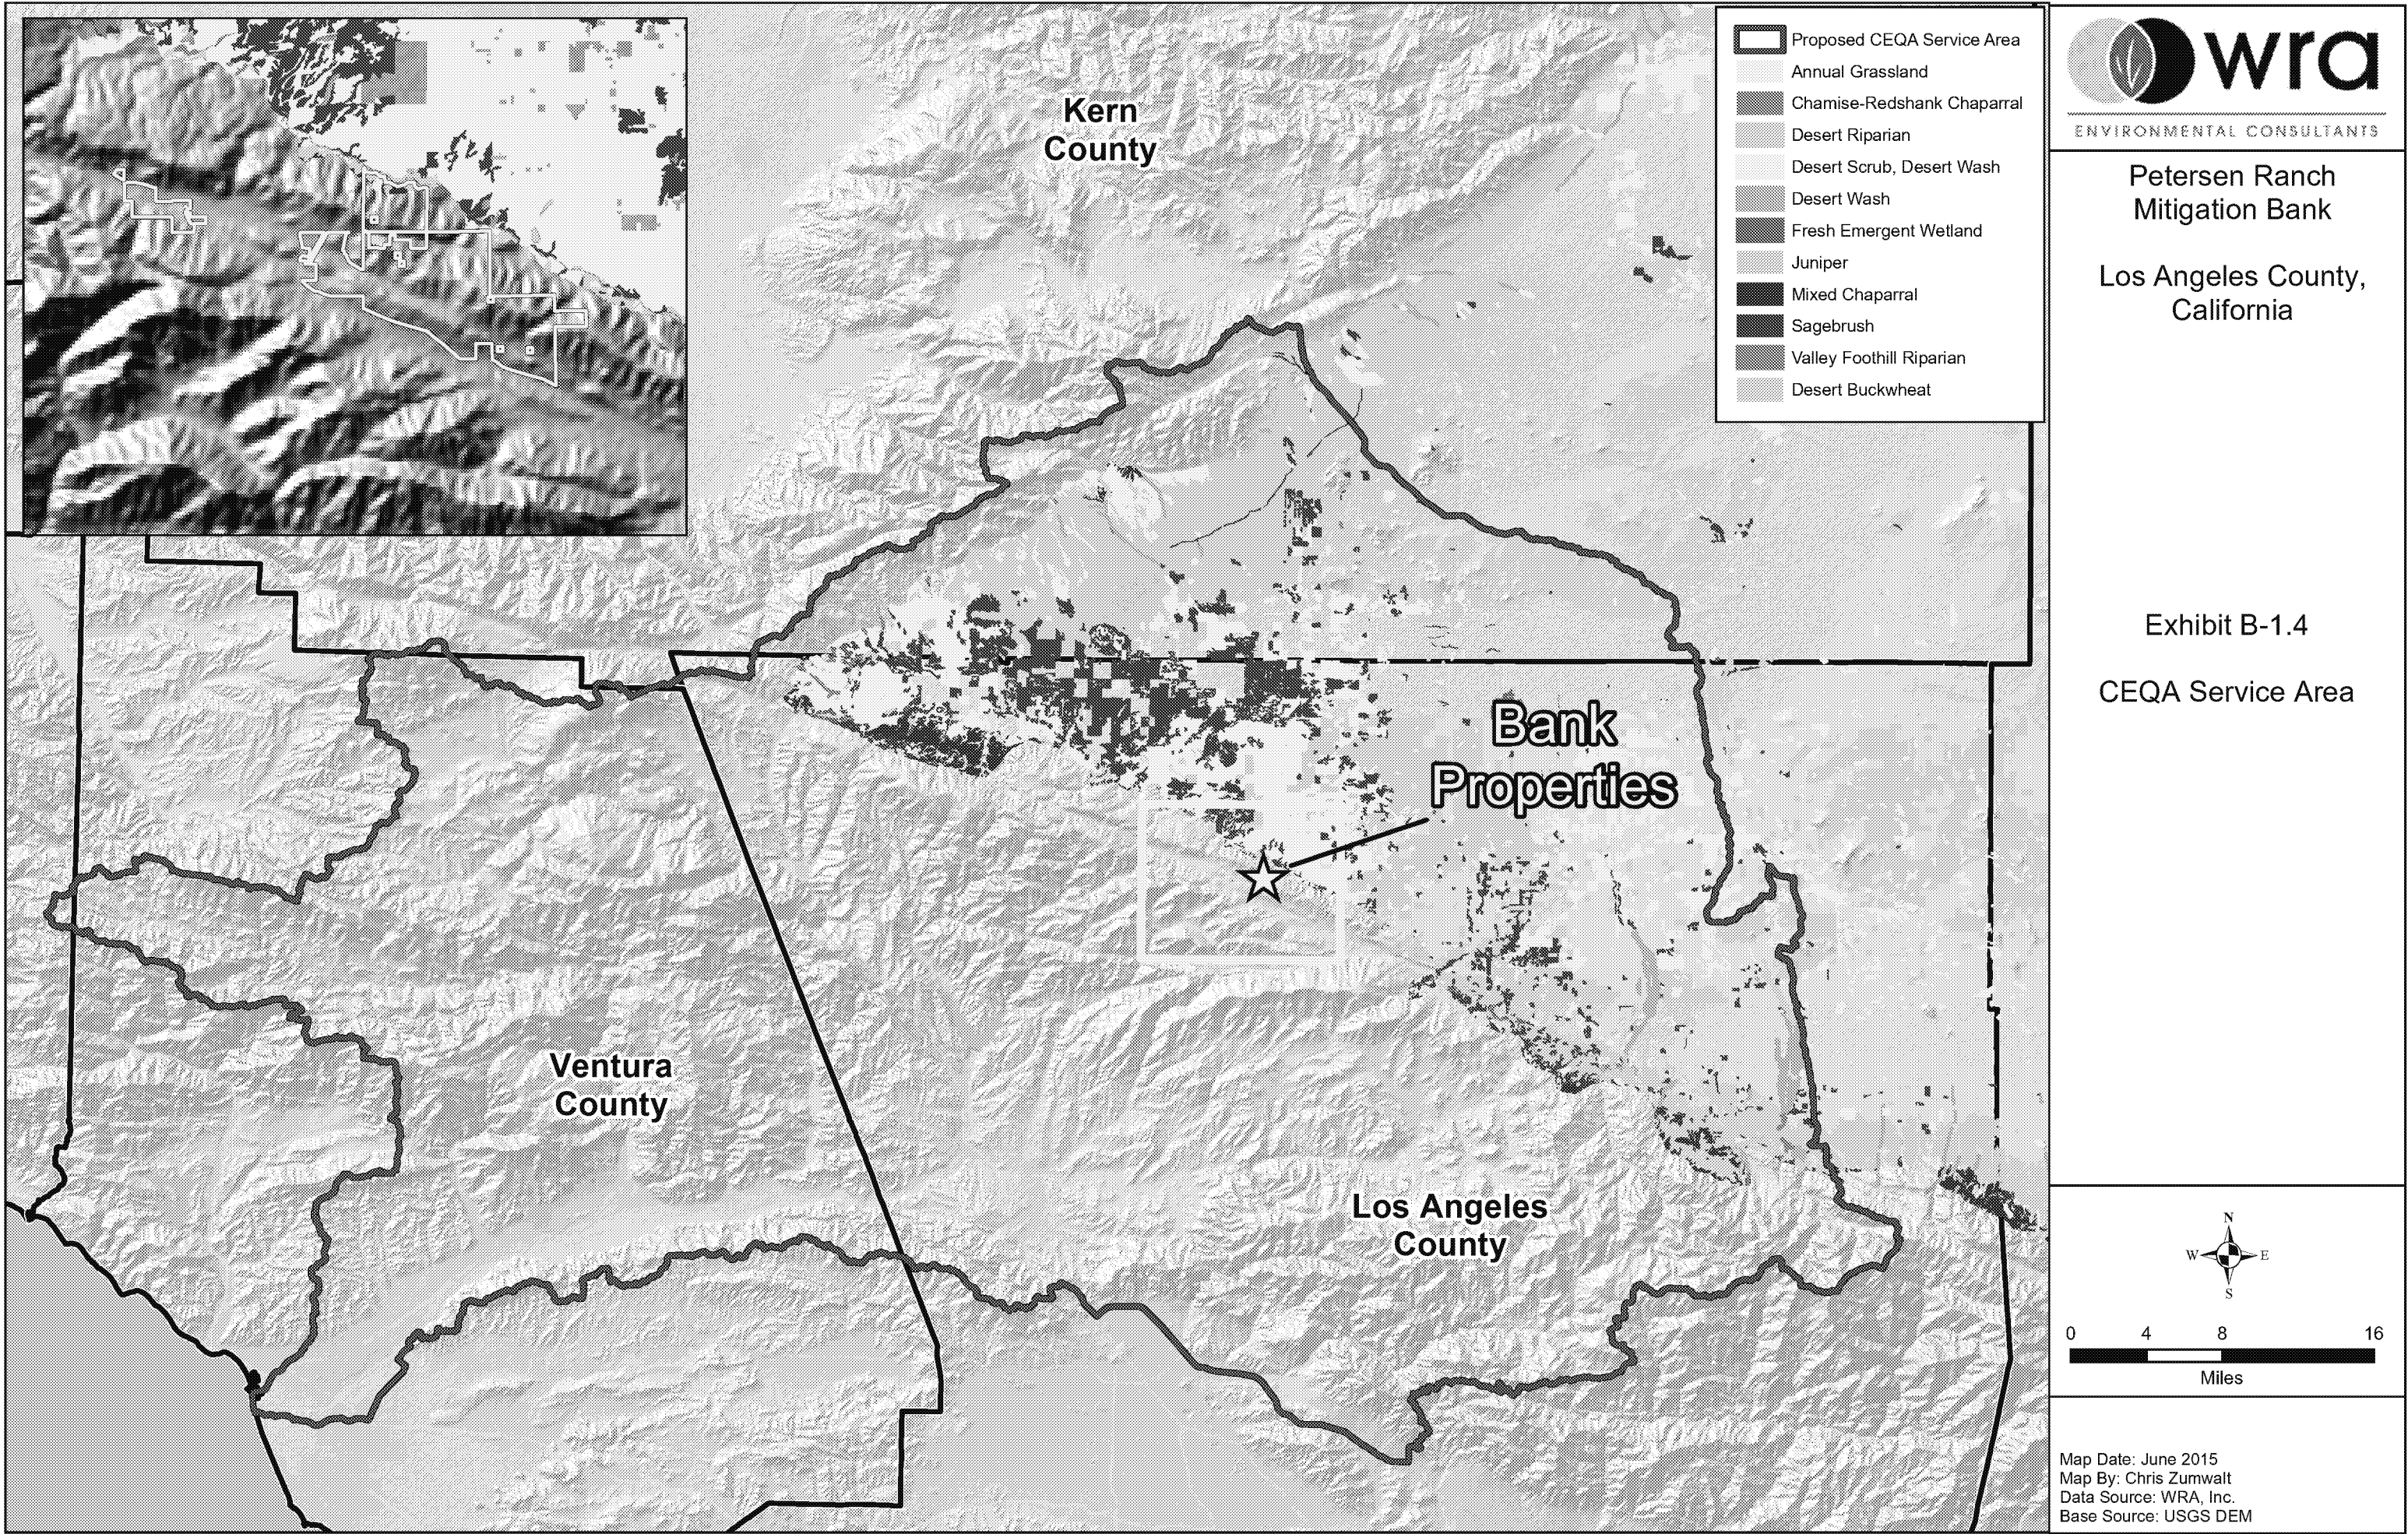 Kern
County
Bank
Properties
Ventura
County
Los Angeles
County
Proposed CEQA Service Area
Annual Grassland
Chamise-Redshank Chaparral
Desert Riparian
Desert Scrub, Desert Wash
Desert Wash
Fresh Emergent Wetland
Juniper
Mixed Chaparral
Sagebrush
Valley Foothill Riparian
Desert Buckwheat
wra
ENVIRONMENTAL CONSULTANTS
Petersen Ranch
Mitigation Bank
Los Angeles County,
California
Exhibit B-1.4
CEQA Service Area
N
W E
S
0 4 8 16
Miles
Map Date: June 2015
Map By: Chris Zumwalt
Data Source: WRA, Inc.
Base Source: USGS DEM